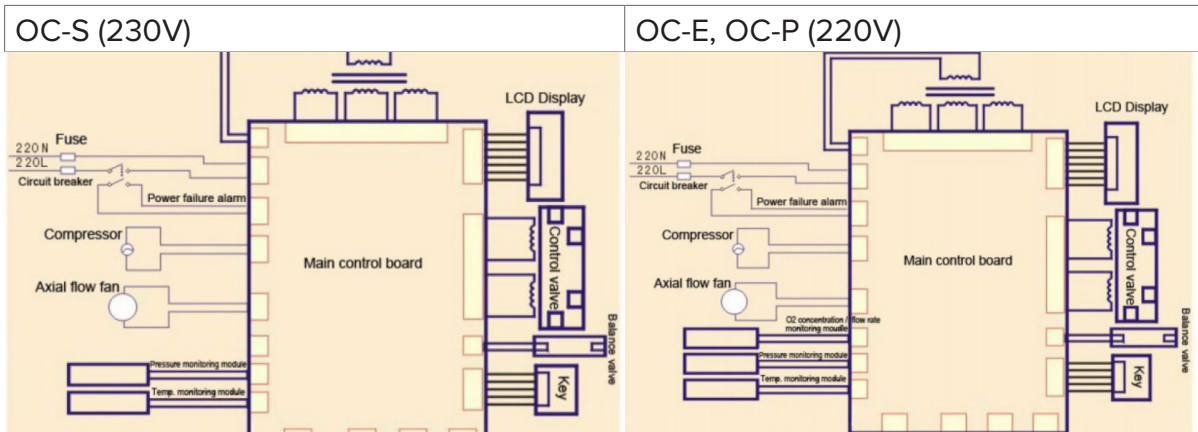 OC-S (230V)
LCD Display
Fuse
220N
220L
Circuit breaker
Power failure alarm
Compressor
Control valve
Main control board
Axial flow fan
Balance valve
Pressure monitoring module
Temp. monitoring module
Key
OC-E, OC-P (220V)
LCD Display
Fuse
220N
220L
Circuit breaker
Power failure alarm
Compressor
Control valve
Main control board
Axial flow fan
O2 concentration / flow rate
monitoring moualle
Balance valve
Pressure monitoring module
Temp. monitoring module
Key